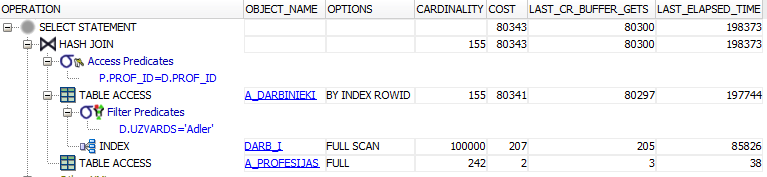 OPERATION OBJECT_NAME OPTIONS CARDINALITY COST LAST_CR_BUFFER_GETS LAST_ELAPSED_TIME
SELECT STATEMENT 80343 80300 198373
HASH JOIN 155 80343 80300 198373
Access Predicates
P.PROF_ID=D.PROF_ID
TABLE ACCESS A_DARBINIEKI BY INDEX ROWID 155 80341 80297 197744
Filter Predicates
D.UZVARDS='Adler'
INDEX DARB_I FULL SCAN 100000 207 205 85826
TABLE ACCESS A_PROFESIJAS FULL 242 2 3 38